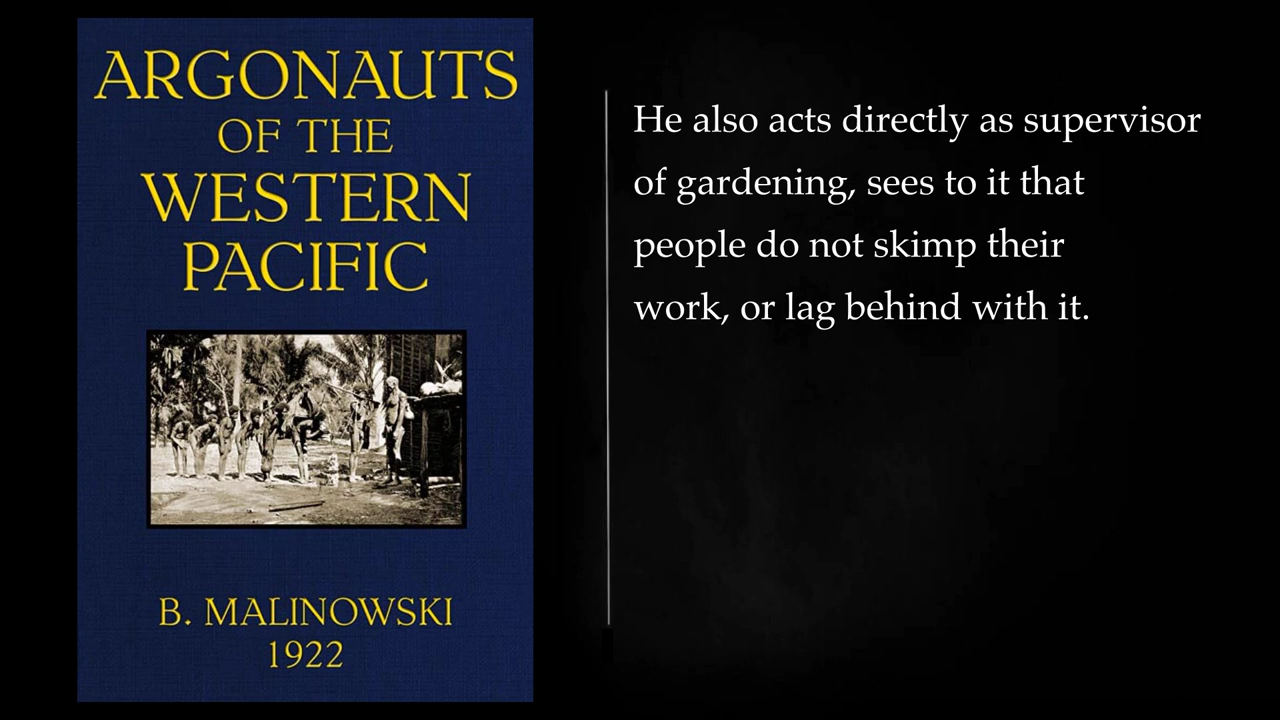 ARGONAUTS
OF THE
WESTERN
PACIFIC
B. MALINOWSKI
1922
He also acts directly as supervisor
of gardening, sees to it that
people do not skimp their
work, or lag behind with it.